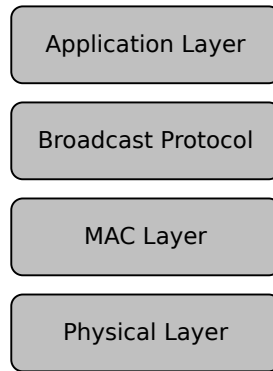 Application Layer
Broadcast Protocol
MAC Layer
Physical Layer